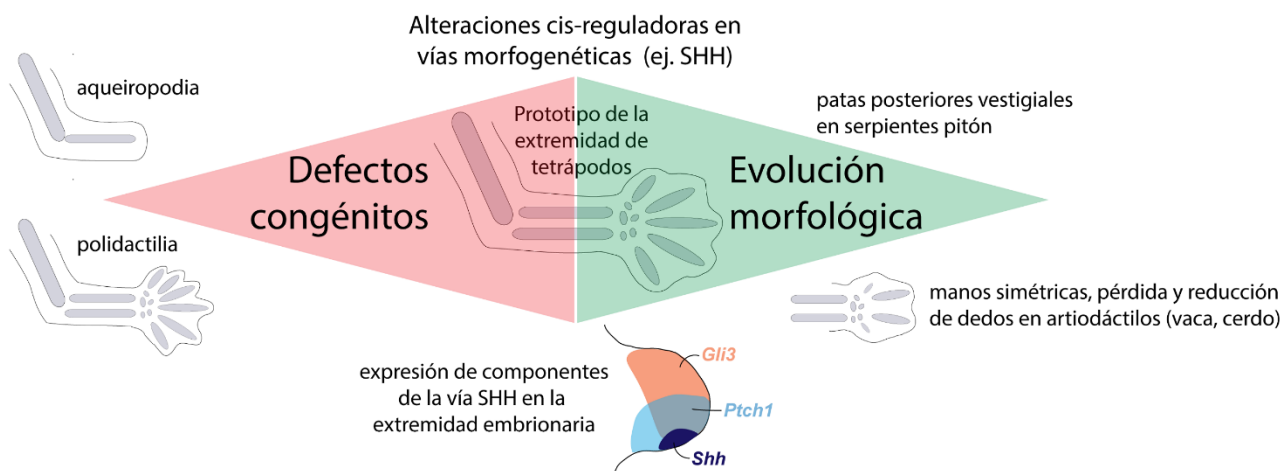 Alteraciones cis-reguladoras en
vías morfogenéticas (ej. SHH)
aqueiropodia
Prototipo de la
extremidad de
tetrápodos
patas posteriores vestigiales
en serpientes pitón
Defectos
congénitos
Evolución
morfológica
polidactilia
manos simétricas, pérdida y reducción
de dedos en artiodáctilos (vaca, cerdo)
expresión de componentes
de la vía SHH en la
extremidad embrionaria
Gli3
Ptch1
Shh